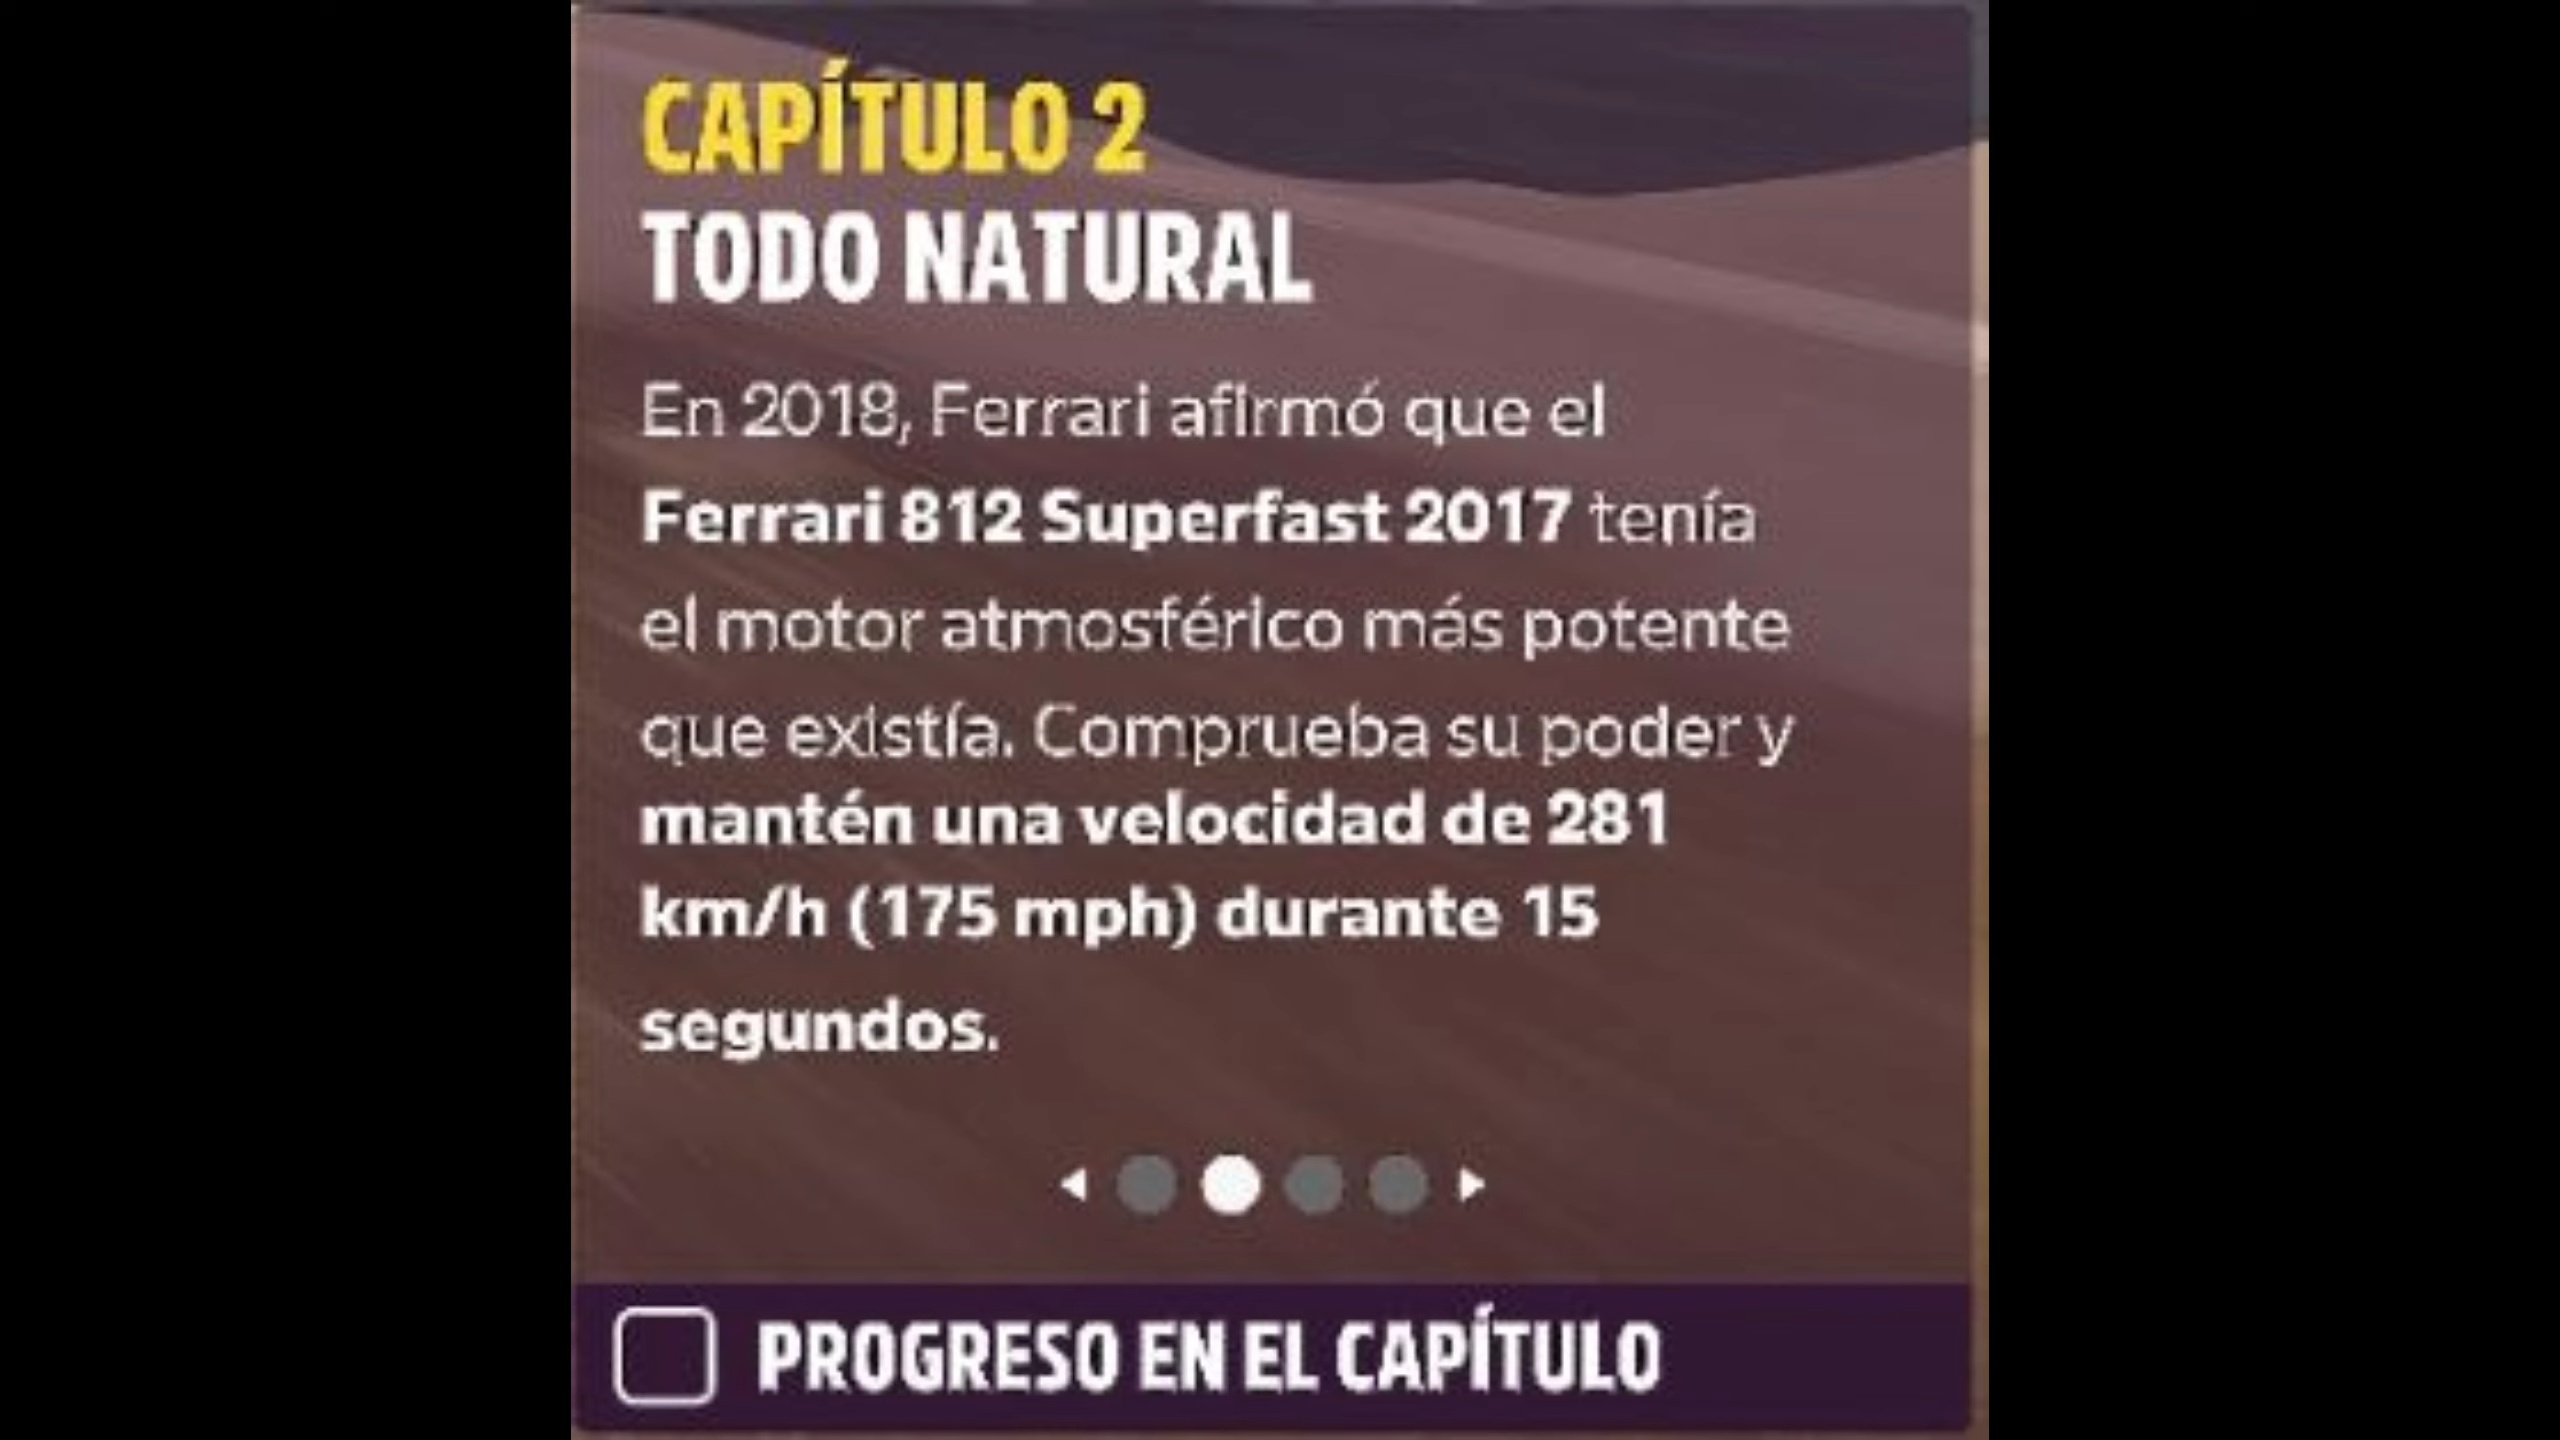 CAPÍTULO 2
TODO NATURAL
En 2018, Ferrari afirmó que el
Ferrari 812 Superfast 2017 tenía
el motor atmosférico más potente
que existía. Comprueba su poder y
mantén una velocidad de 281
km/h (175 mph) durante 15
segundos.
PROGRESO EN EL CAPÍTULO